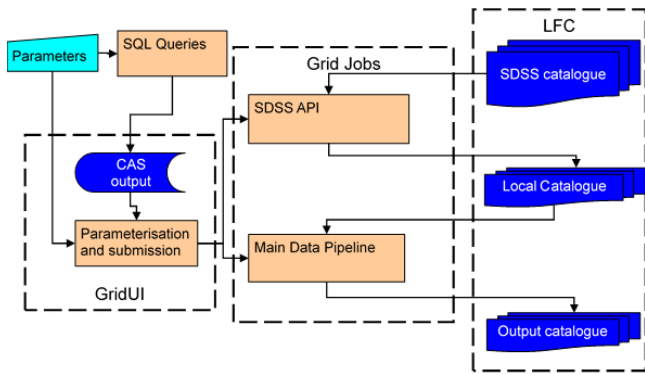 LFC
SQL Queries
Parameters
Grid Jobs
SDSS catalogue
SDSS API
CAS
output
Local Catalogue
Parameterisation
and submission
Main Data Pipeline
GridUI
Output catalogue